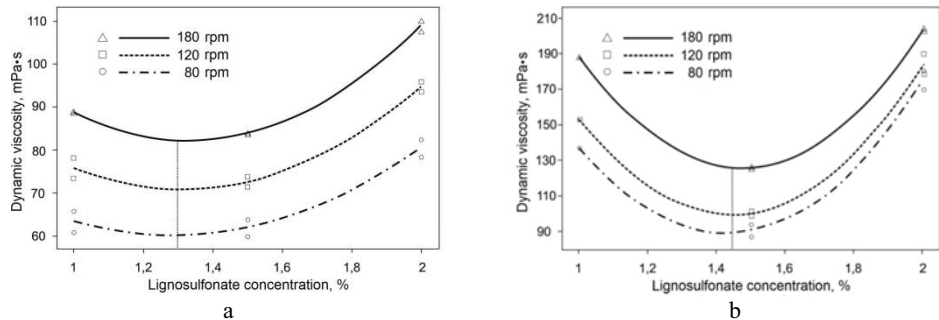 110
100
90
80
70
60
Dynamic viscosity, mPa•s
180 rpm
120 rpm
80 rpm
1
1,2
1,4
1,6
1,8
2
Lignosulfonate concentration, %
a
210
190
170
150
130
110
90
Dynamic viscosity, mPa•s
180 rpm
120 rpm
80 rpm
1
1,2
1,4
1,6
1,8
2
Lignosulfonate concentration, %
b